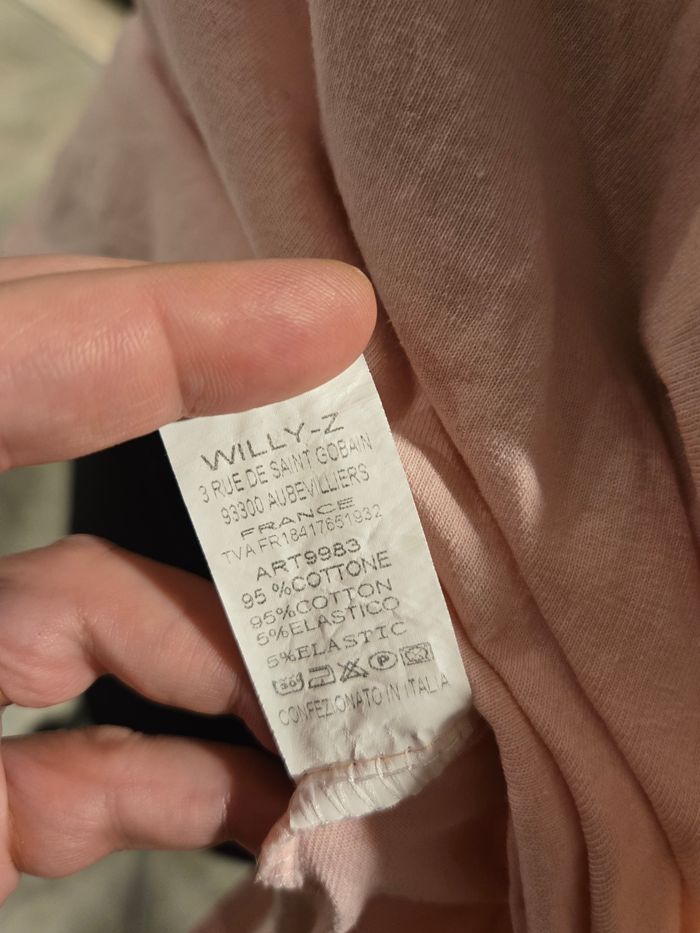 WILLY-Z
3 RUE DE SAINT GOBAIN
93300 AUBEVILLIERS
FRANCE
TVA FR18417651932
ART9983
95 %COTTONE
95%COTTON
5%ELASTICO
5%ELASTIC
30° P
CONFEZIONATO IN ITALIA